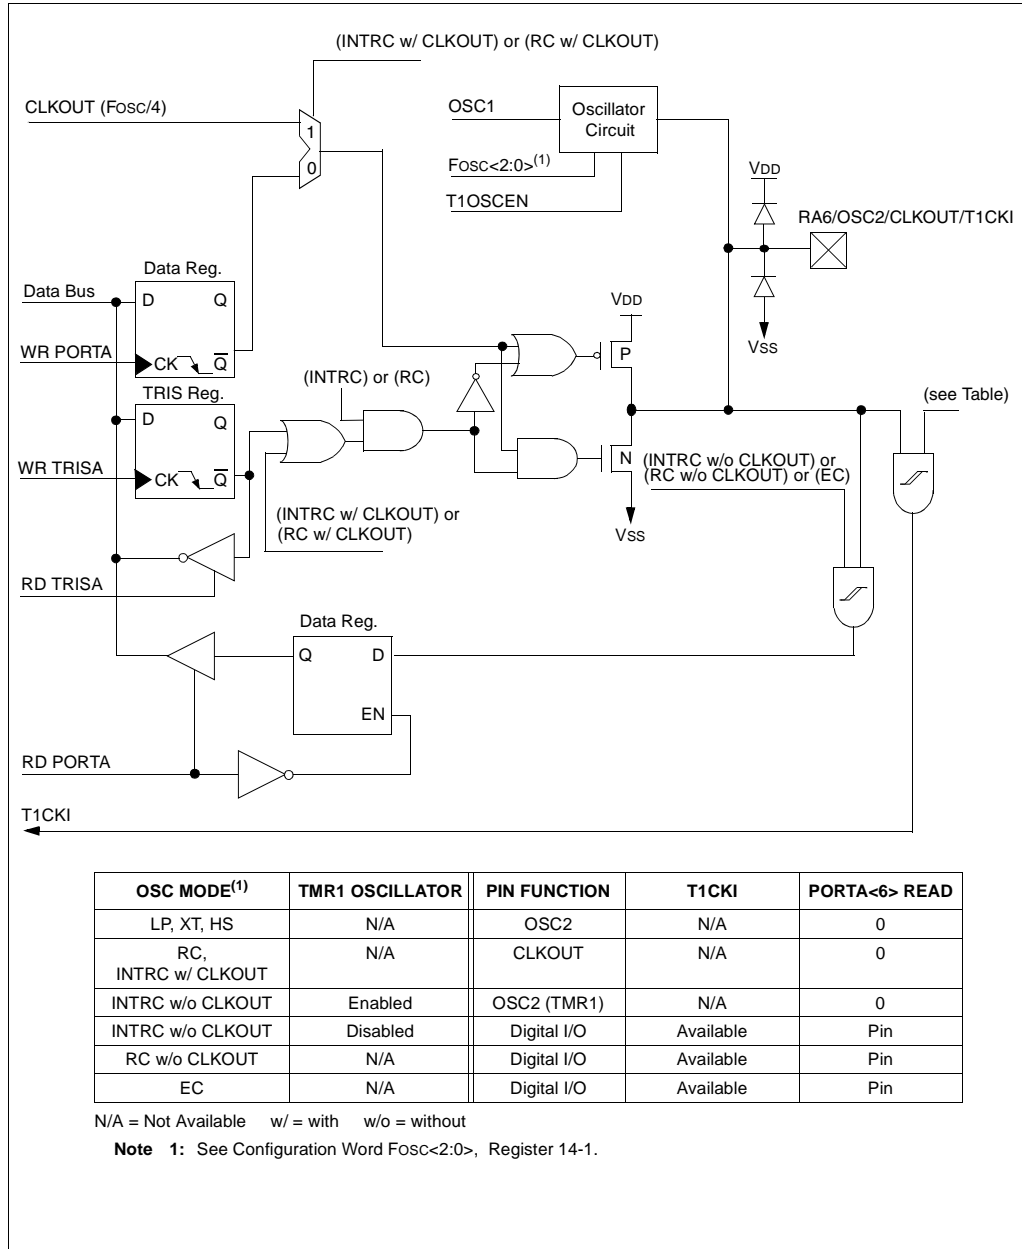 (INTRC w/ CLKOUT) or (RC w/ CLKOUT)
CLKOUT (FOSC/4)
1
0
OSC1
Oscillator
Circuit
FOSC<2:0>(1)
T1OSCEN
VDD
RA6/OSC2/CLKOUT/T1CKI
VSS
Data Reg.
Data Bus
D
Q
WR PORTA
CK
Q
TRIS Reg.
D
Q
WR TRISA
CK
Q
(INTRC) or (RC)
VDD
P
N
VSS
(see Table)
(INTRC w/o CLKOUT) or
(RC w/o CLKOUT) or (EC)
(INTRC w/ CLKOUT) or
(RC w/ CLKOUT)
RD TRISA
Data Reg.
Q
D
EN
RD PORTA
T1CKI
OSC MODE(1) TMR1 OSCILLATOR PIN FUNCTION T1CKI PORTA<6> READ
LP, XT, HS N/A OSC2 N/A 0
RC,
INTRC w/ CLKOUT N/A CLKOUT N/A 0
INTRC w/o CLKOUT Enabled OSC2 (TMR1) N/A 0
INTRC w/o CLKOUT Disabled Digital I/O Available Pin
RC w/o CLKOUT N/A Digital I/O Available Pin
EC N/A Digital I/O Available Pin
N/A = Not Available w/ = with w/o = without
Note 1: See Configuration Word FOSC<2:0>, Register 14-1.